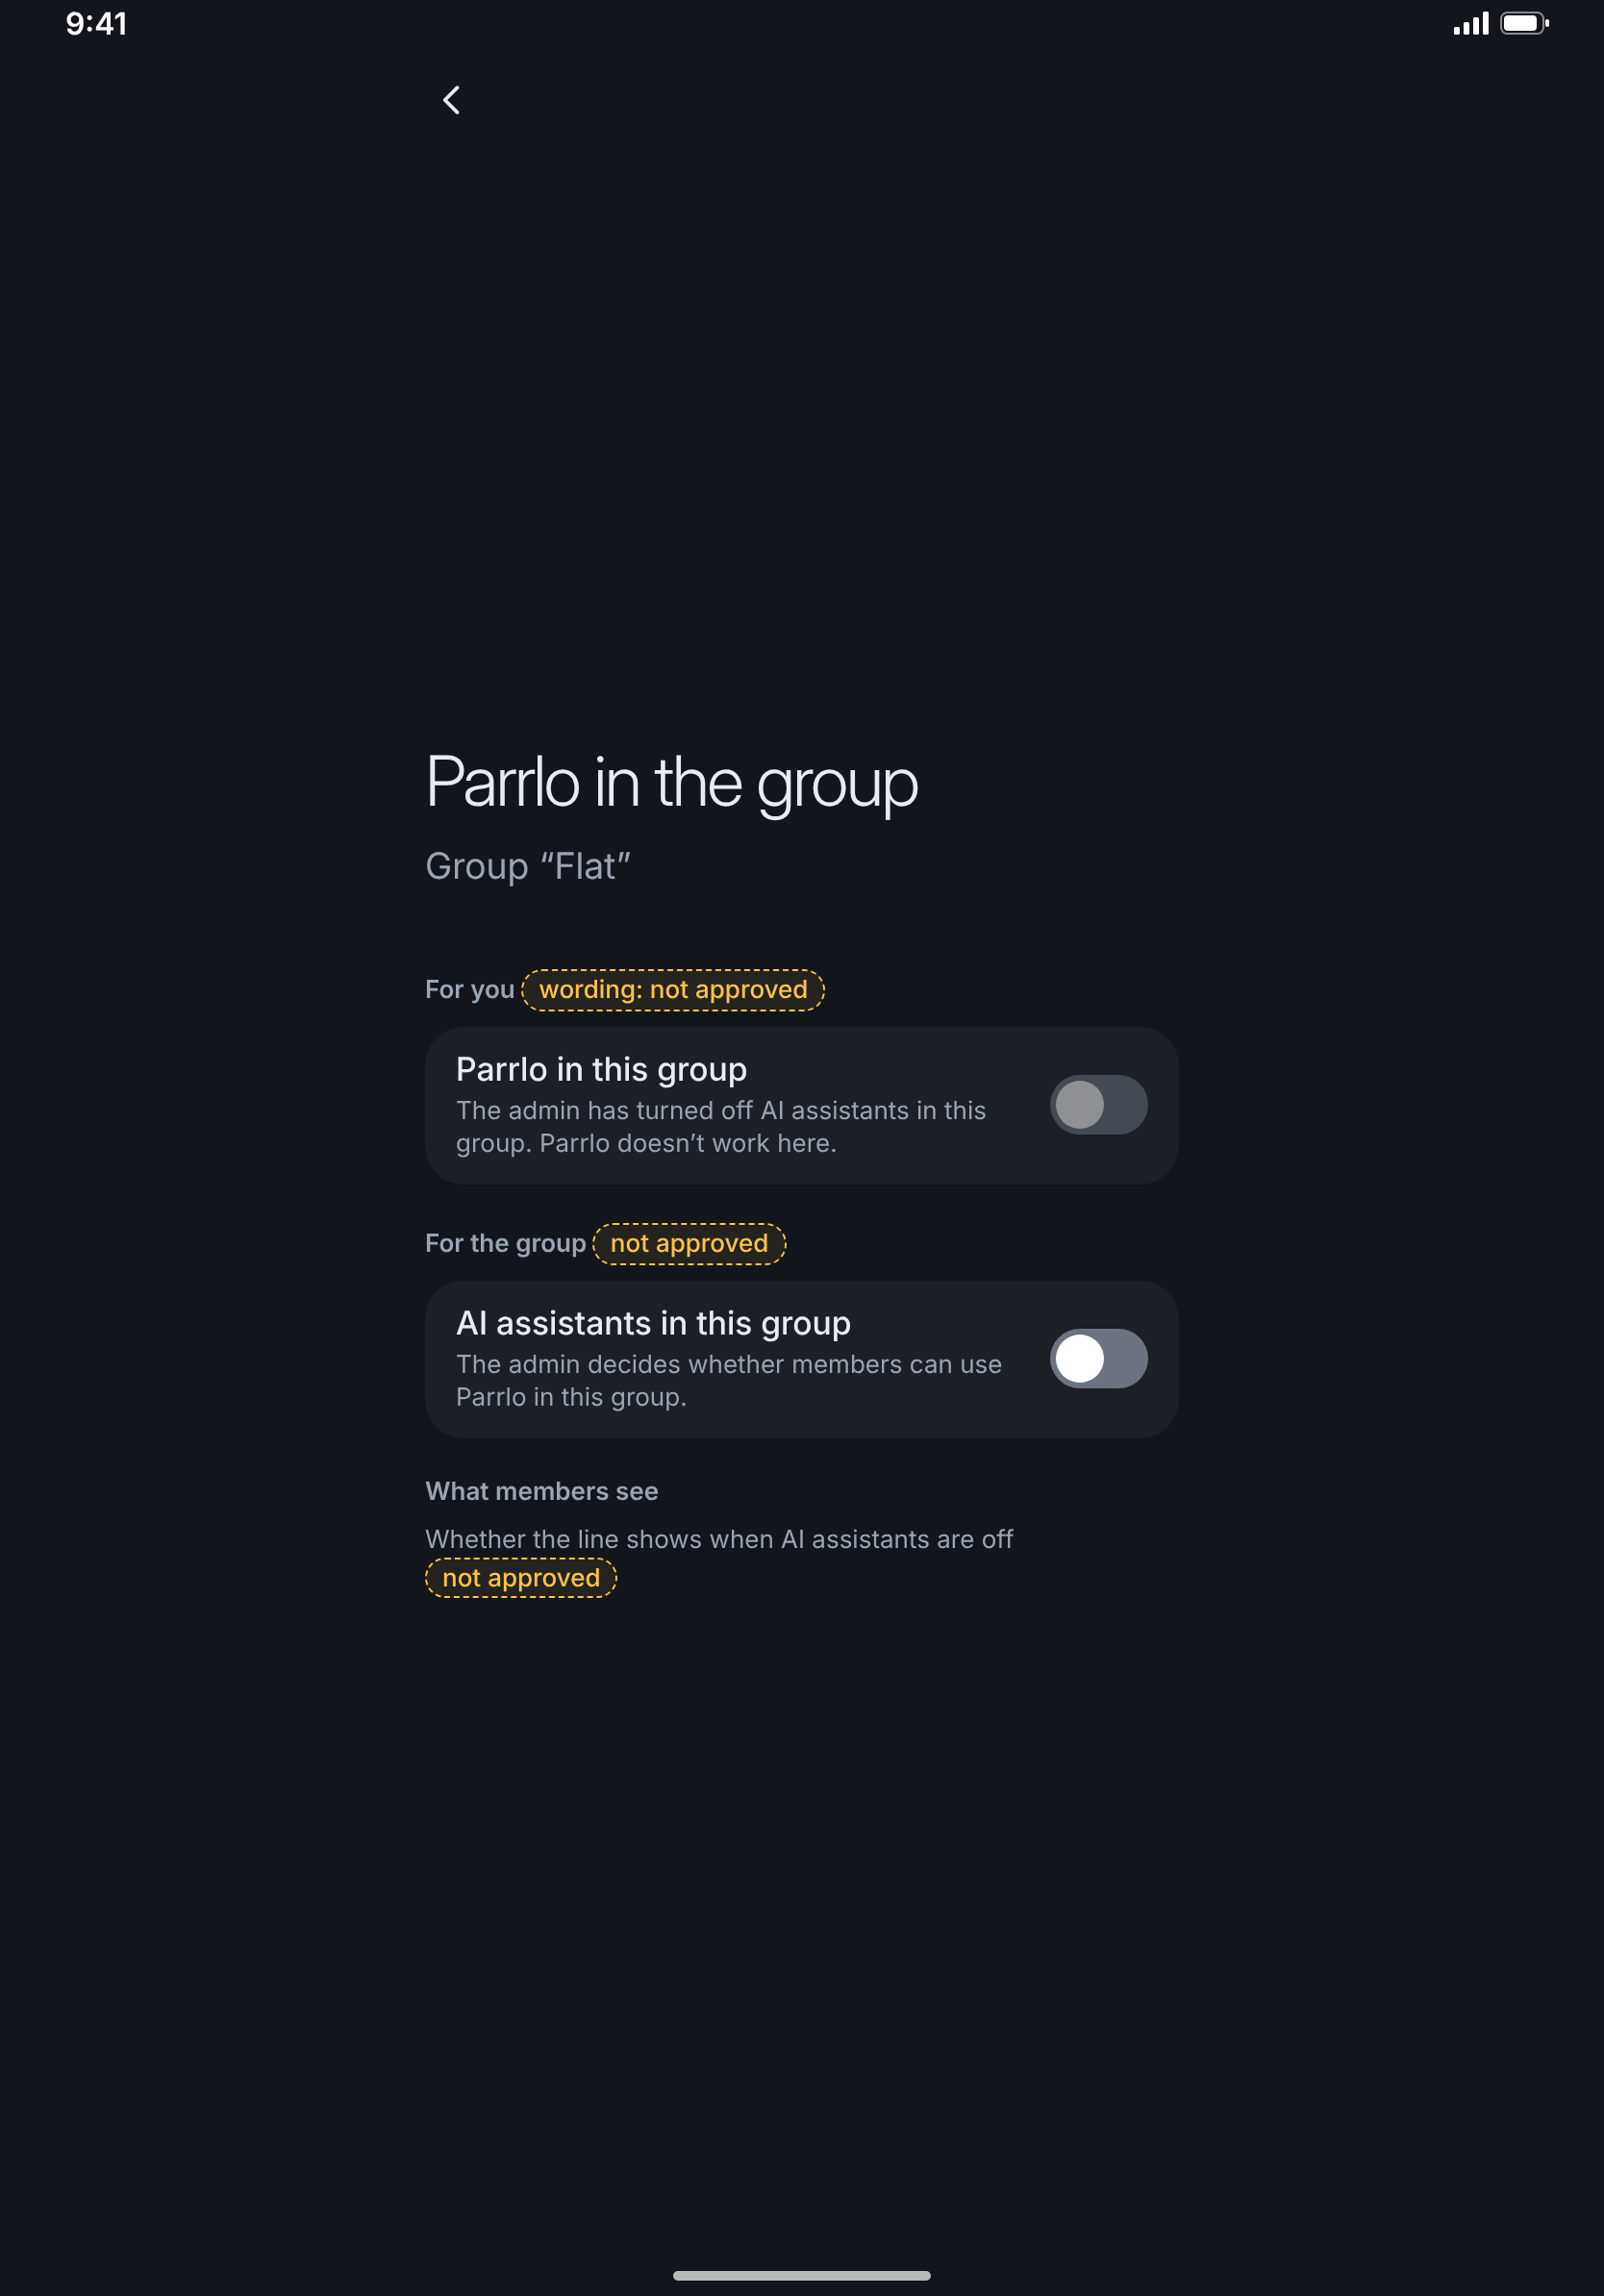 9:41
Parrlo in the group
Group “Flat”
For you wording: not approved
Parrlo in this group
The admin has turned off AI assistants in this
group. Parrlo doesn’t work here.
For the group not approved
AI assistants in this group
The admin decides whether members can use
Parrlo in this group.
What members see
Whether the line shows when AI assistants are off
not approved